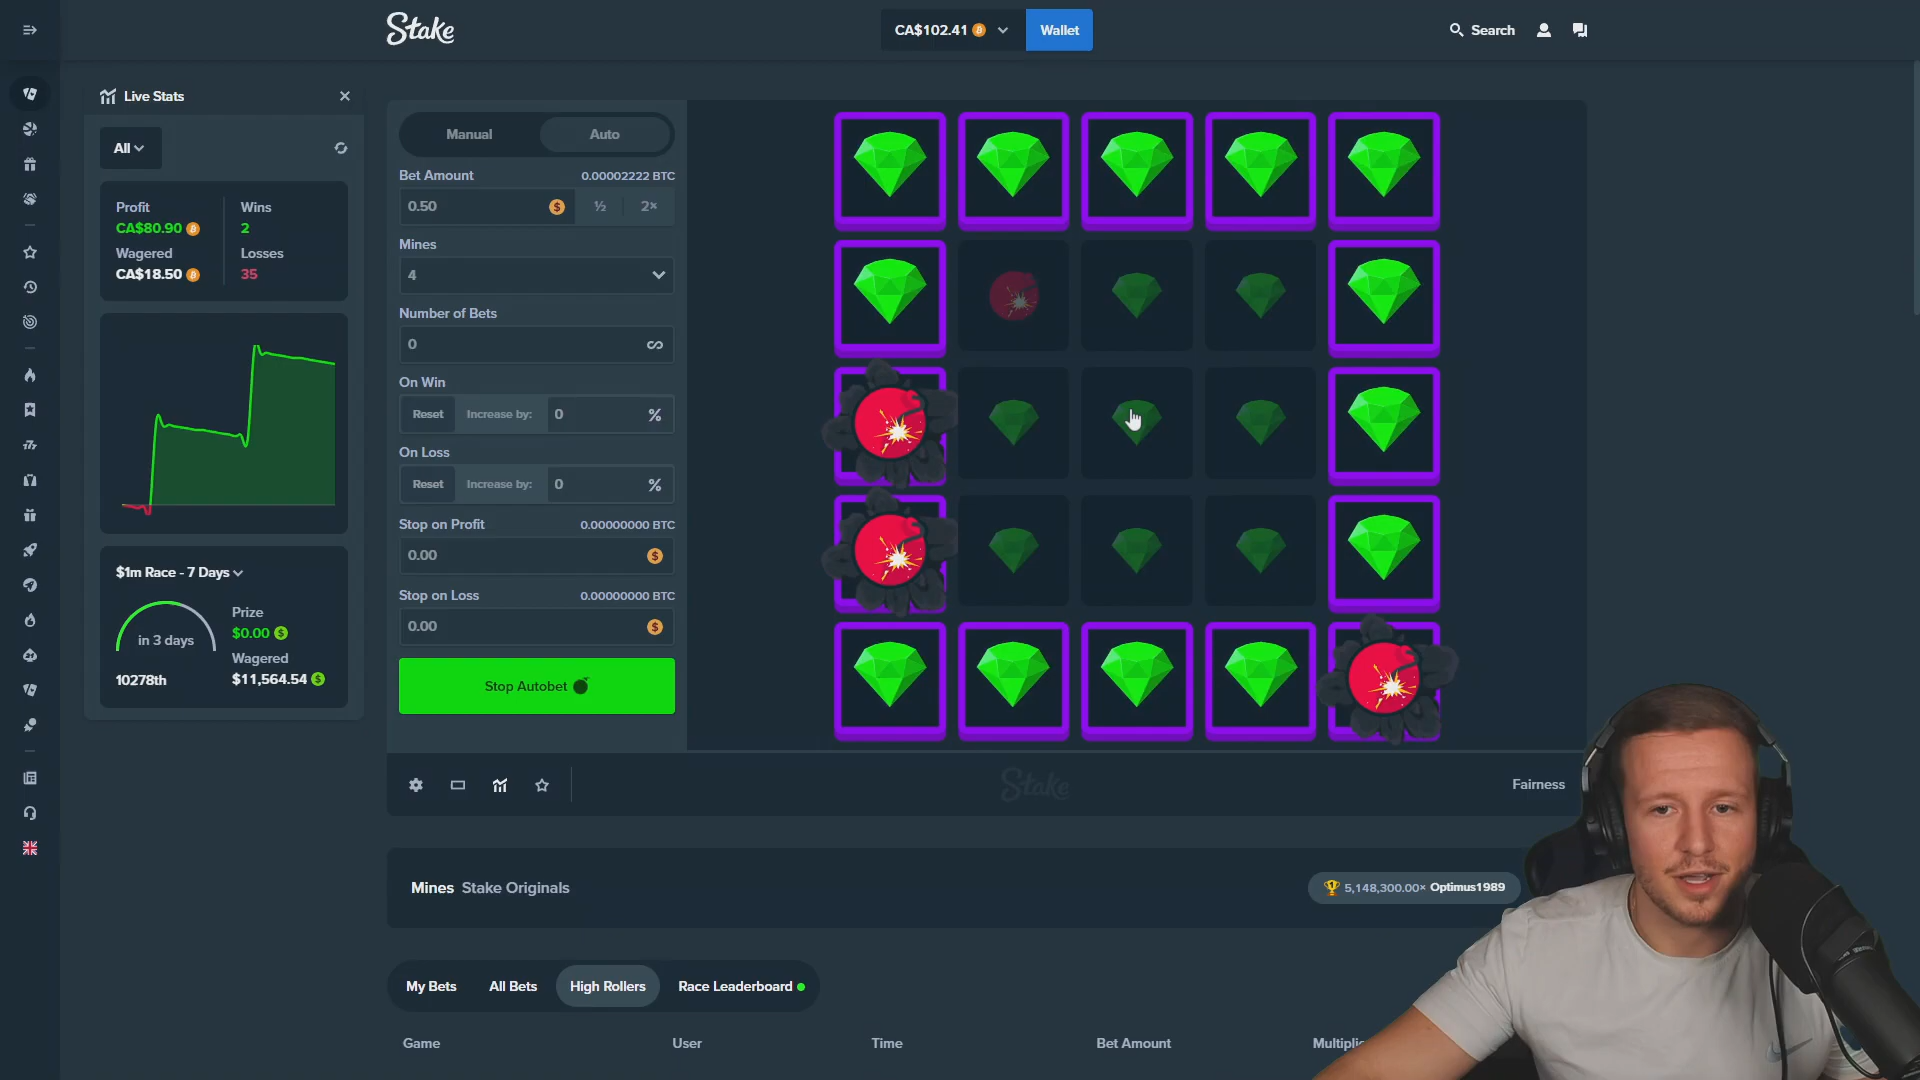 Stake
CA$102.41
Wallet
Search
Live Stats
All
Profit
CA$80.90
Wins
2
Wagered
CA$18.50
Losses
35
$1m Race - 7 Days
in 3 days
10278th
Prize
$0.00
Wagered
$11,564.54
Manual
Auto
Bet Amount
0.00002222 BTC
0.50
½
2×
Mines
4
Number of Bets
0
∞
On Win
Reset
Increase by:
0
%
On Loss
Reset
Increase by:
0
%
Stop on Profit
0.00000000 BTC
0.00
Stop on Loss
0.00000000 BTC
0.00
Stop Autobet
Stake
Fairness
Mines Stake Originals
5,148,300.00× Optimus1989
My Bets
All Bets
High Rollers
Race Leaderboard
Game
User
Time
Bet Amount